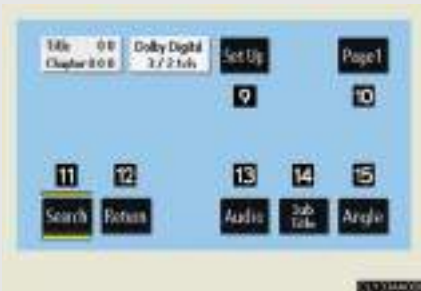 Title 0 0
Chapter 0 0 0
Dolby Digital
3 / 2
Set Up
Page1
9
10
11
12
13
14
15
Search
Return
Audio
Sub
Title
Angle